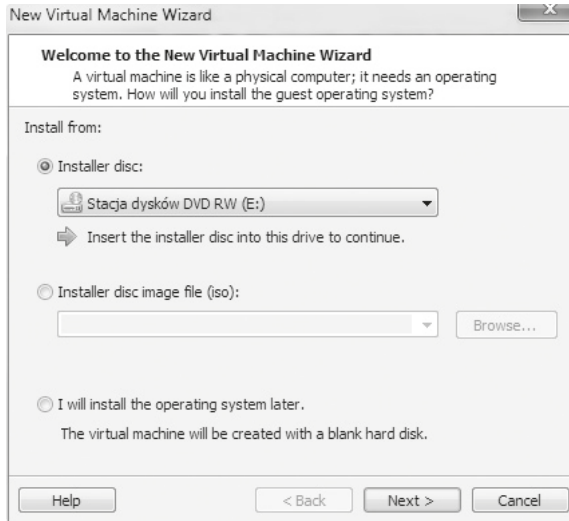 New Virtual Machine Wizard
Welcome to the New Virtual Machine Wizard
A virtual machine is like a physical computer; it needs an operating
system. How will you install the guest operating system?
Install from:
Installer disc:
Stacja dysków DVD RW (E:)
Insert the installer disc into this drive to continue.
Installer disc image file (iso):
Browse...
I will install the operating system later.
The virtual machine will be created with a blank hard disk.
Help < Back Next > Cancel